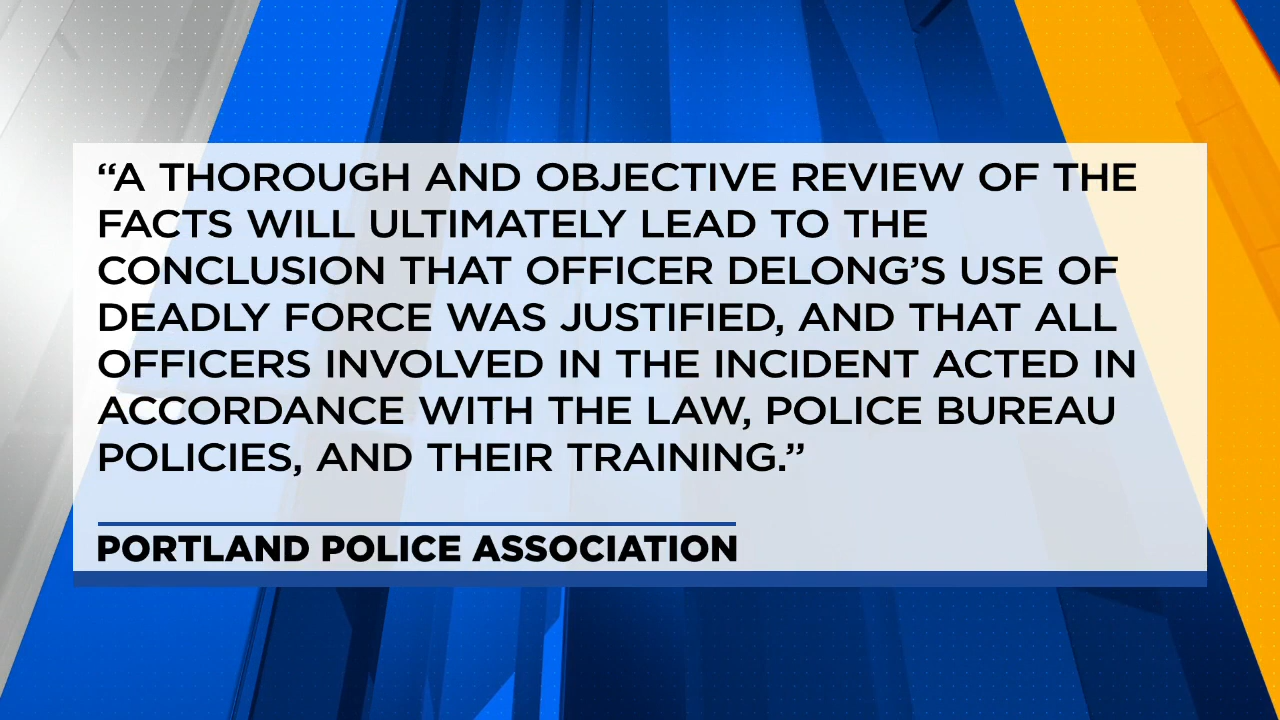 “A THOROUGH AND OBJECTIVE REVIEW OF THE
FACTS WILL ULTIMATELY LEAD TO THE
CONCLUSION THAT OFFICER DELONG’S USE OF
DEADLY FORCE WAS JUSTIFIED, AND THAT ALL
OFFICERS INVOLVED IN THE INCIDENT ACTED IN
ACCORDANCE WITH THE LAW, POLICE BUREAU
POLICIES, AND THEIR TRAINING.”
PORTLAND POLICE ASSOCIATION